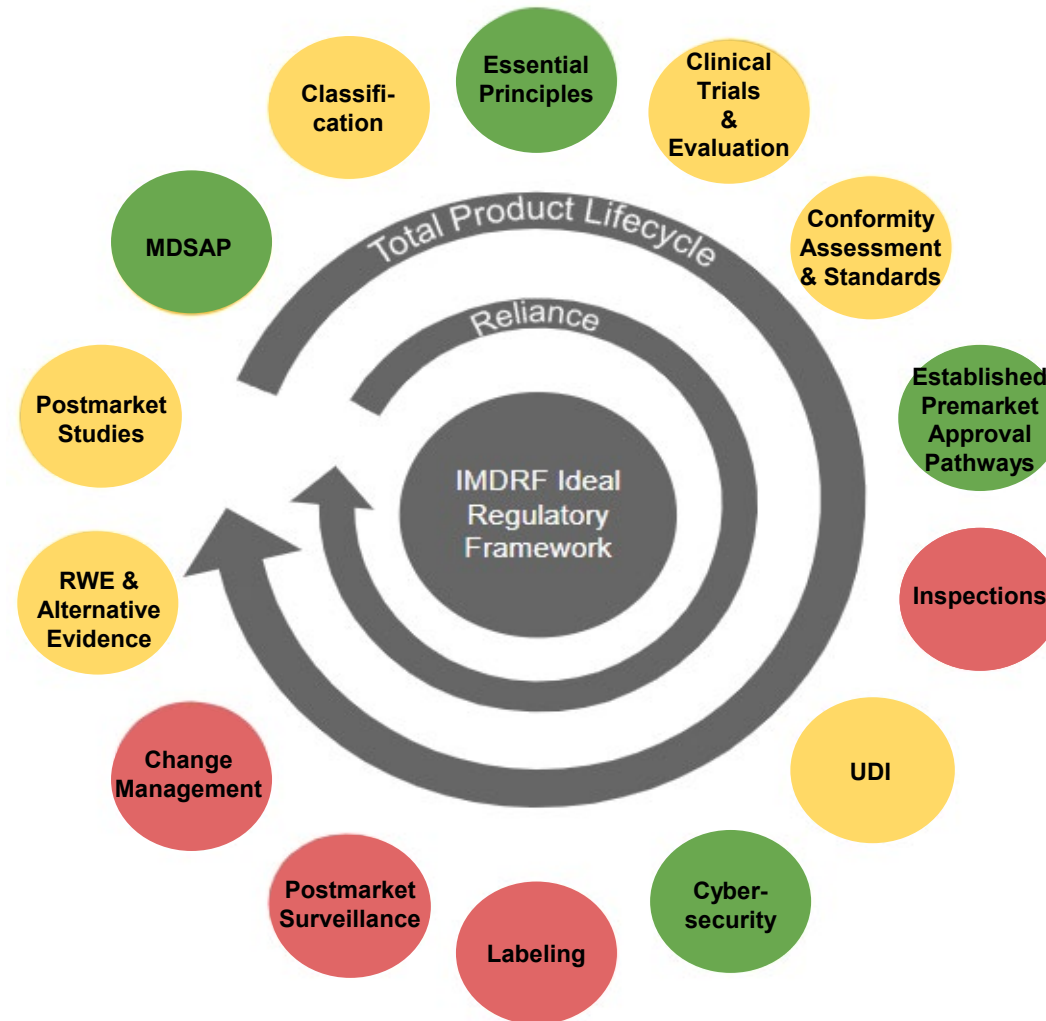 Essential
Principles
Clinical
Trials
&
Evaluation
Conformity
Assessment
& Standards
Established
Premarket
Approval
Pathways
Inspections
UDI
Cyber-
security
Labeling
Postmarket
Surveillance
Change
Management
RWE &
Alternative
Evidence
Postmarket
Studies
MDSAP
Classifi-
cation
Total Product Lifecycle
Reliance
IMDRF Ideal
Regulatory
Framework